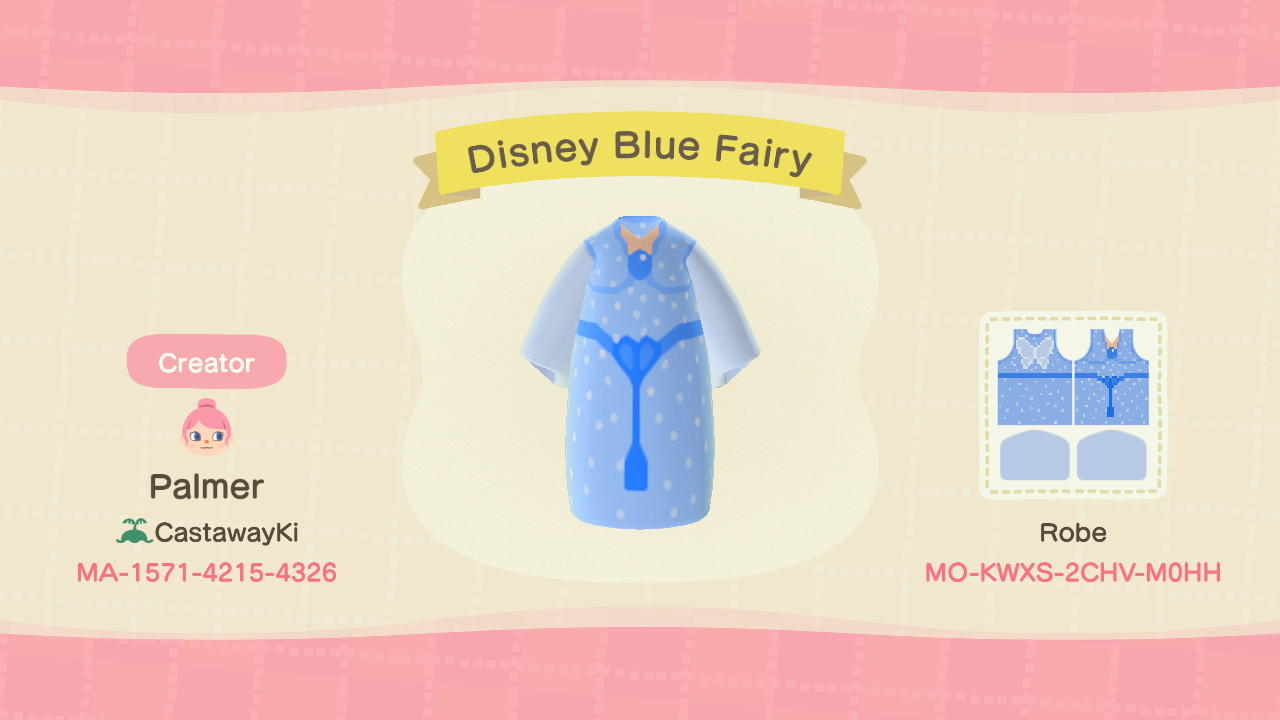 Disney Blue Fairy
Creator
Palmer
CastawayKi
MA-1571-4215-4326
Robe
MO-KWXS-2CHV-M0HH